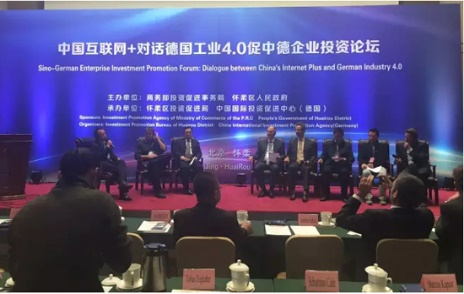 中国互联网+对话德国工业4.0促中德企业投资论坛
Sino-German Enterprise Investment Promotion Forum: Dialogue between China's Internet Plus and German Industry 4.0
主办单位：商务部投资促进事务局 怀柔区人民政府
承办单位：怀柔区投资促进局 中国国际投资促进中心（德国）
Sponsors: Investment Promotion Agency of Ministry of Commerce of the P.R.C People's Government of Huairou District
Organizers: Investment Promotion Bureau of Huairou District China International Investment Promotion Agency(Germany)
北京·怀柔